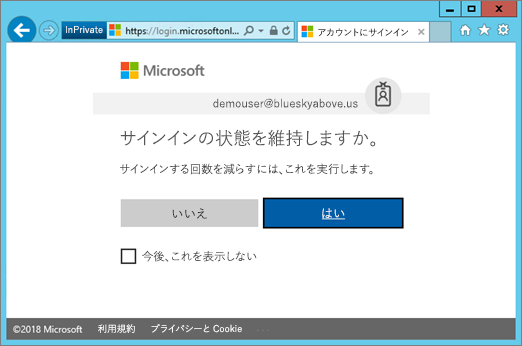 InPrivate https://login.microsoftonl... アカウントにサインイン
Microsoft
demouser@blueskyabove.us
サインインの状態を維持しますか。
サインインする回数を減らすには、これを実行します。
いいえ はい
今後、これを表示しない
©2018 Microsoft 利用規約 プライバシーと Cookie ...